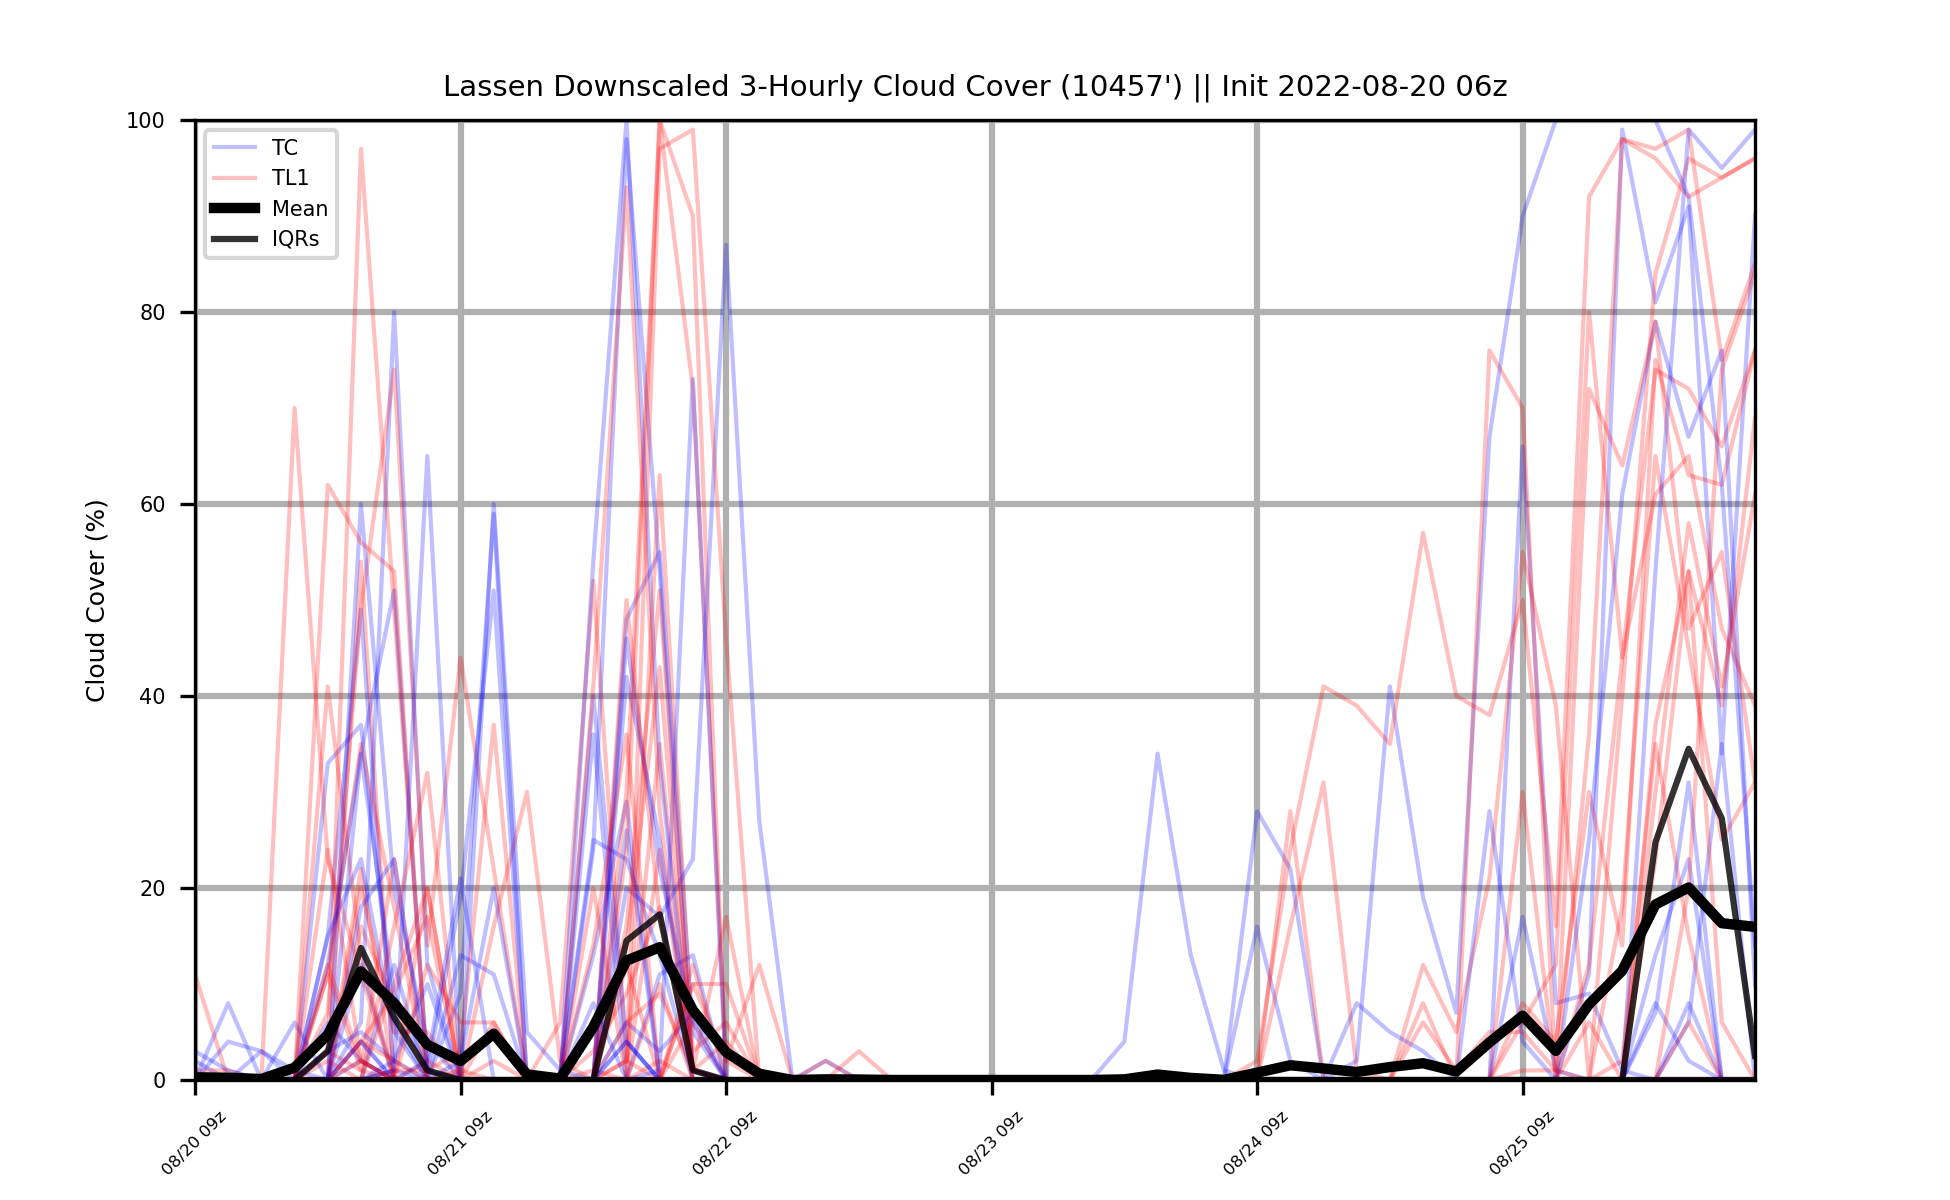 Lassen Downscaled 3-Hourly Cloud Cover (10457') || Init 2022-08-20 06z
100
80
60
40
20
0
Cloud Cover (%)
TC
TL1
Mean
IQRs
08/20 09z
08/21 09z
08/22 09z
08/23 09z
08/24 09z
08/25 09z